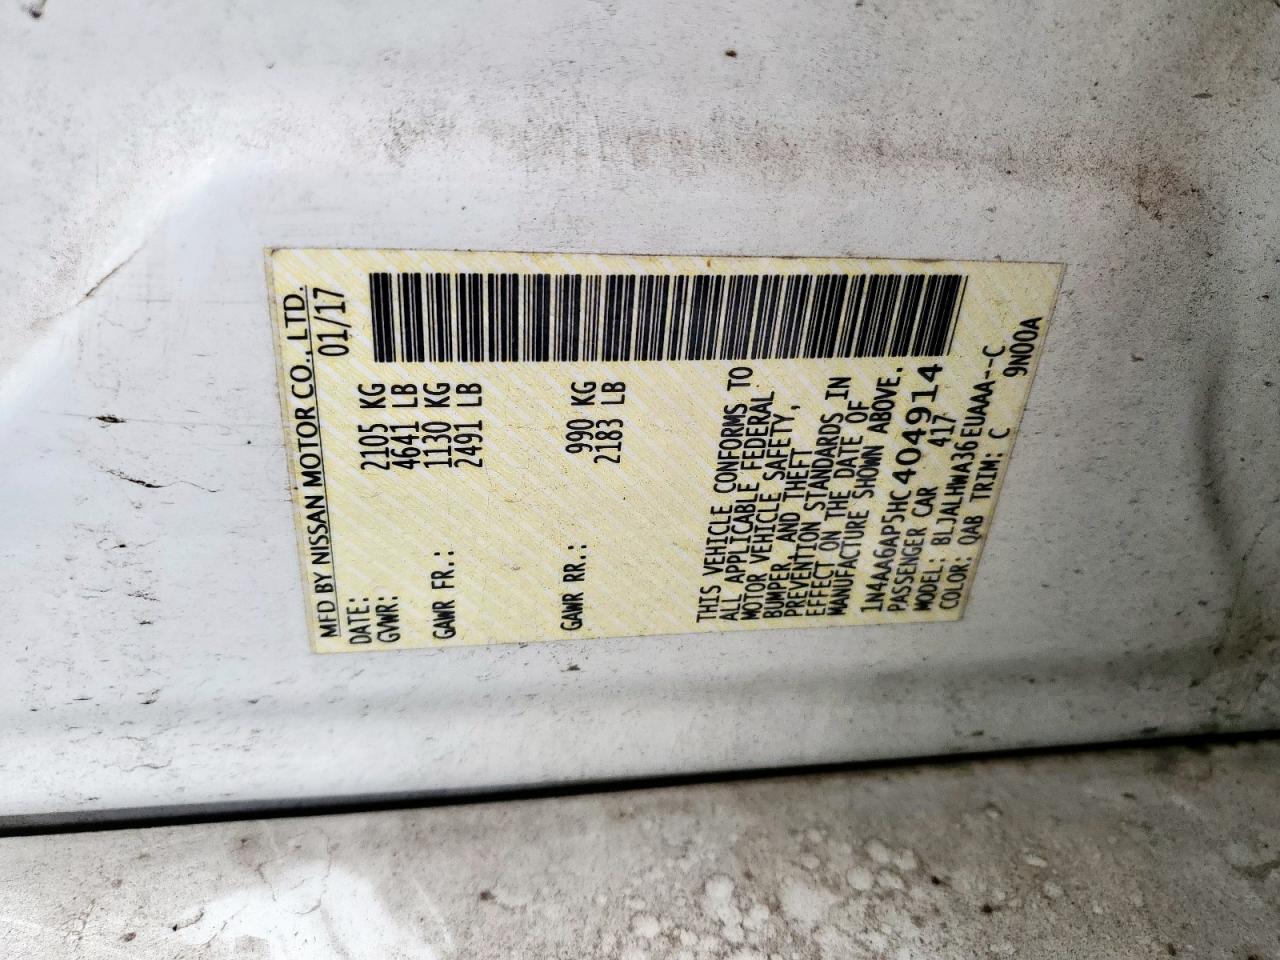 MFD BY NISSAN MOTOR CO., LTD.
DATE: 01/17
GVWR: 2105 KG
4641 LB
GAWR FR.: 1130 KG
2491 LB
GAWR RR.: 990 KG
2183 LB
THIS VEHICLE CONFORMS TO
ALL APPLICABLE FEDERAL
MOTOR VEHICLE SAFETY,
BUMPER AND THEFT
PREVENTION STANDARDS IN
EFFECT ON THE DATE OF
MANUFACTURE SHOWN ABOVE.
1N4AA6AP5HC404914
PASSENGER CAR 417
MODEL: BLJALHWA36EUAAA--C
COLOR: QAB TRIM: C
9N00A